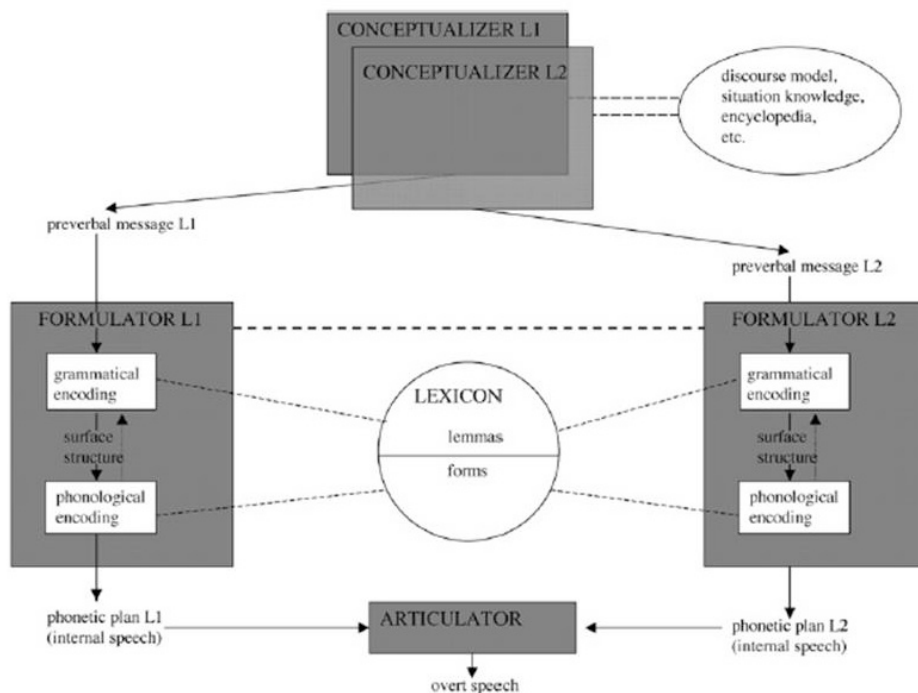 CONCEPTUALIZER L1
CONCEPTUALIZER L2
discourse model,
situation knowledge,
encyclopedia,
etc.
preverbal message L1
preverbal message L2
FORMULATOR L1
grammatical
encoding
surface
structure
phonological
encoding
LEXICON
lemmas
forms
FORMULATOR L2
grammatical
encoding
surface
structure
phonological
encoding
phonetic plan L1
(internal speech)
ARTICULATOR
phonetic plan L2
(internal speech)
overt speech